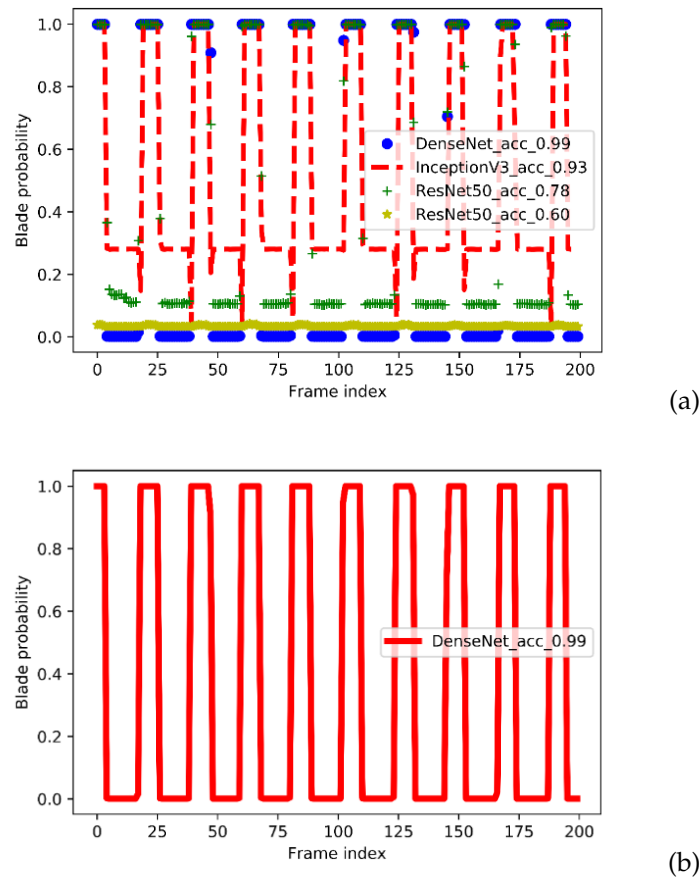 1.0
0.8
0.6
0.4
0.2
0.0
Blade probability
DenseNet_acc_0.99
InceptionV3_acc_0.93
ResNet50_acc_0.78
ResNet50_acc_0.60
0 25 50 75 100 125 150 175 200
Frame index
(a)
1.0
0.8
0.6
0.4
0.2
0.0
Blade probability
DenseNet_acc_0.99
0 25 50 75 100 125 150 175 200
Frame index
(b)